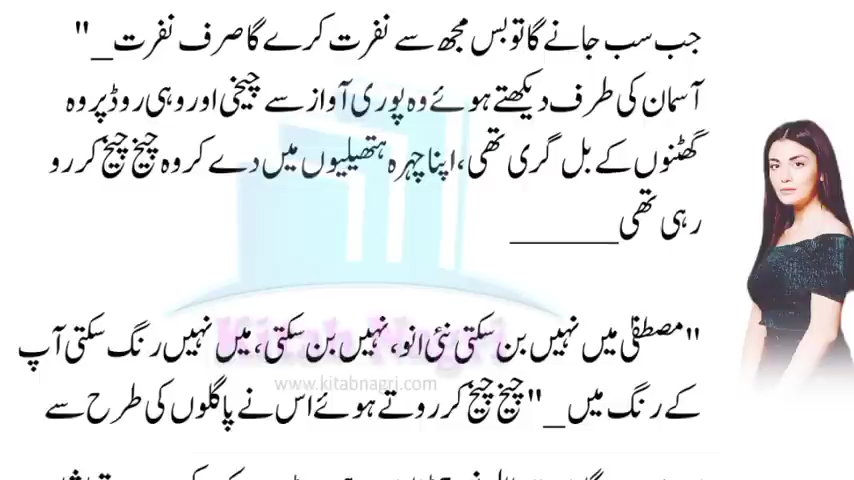 جب سب جانے گا تو بس مجھ سے نفرت کرے گا صرف نفرت_"
آسمان کی طرف دیکھتے ہوئے وہ پوری آواز سے چیخی اور وہی روڈ پر وہ
گھٹنوں کے بل گری تھی، اپنا چہرہ ہتھیلیوں میں دے کر وہ چیخ چیخ کر رو
رہی تھی______
"مصطفی میں نہیں بن سکتی نئی انو، نہیں بن سکتی، میں نہیں رنگ سکتی آپ
Kitab Nagri
www.kitabnagri.com
کے رنگ میں_" چیخ چیخ کر روتے ہوئے اس نے پاگلوں کی طرح سے